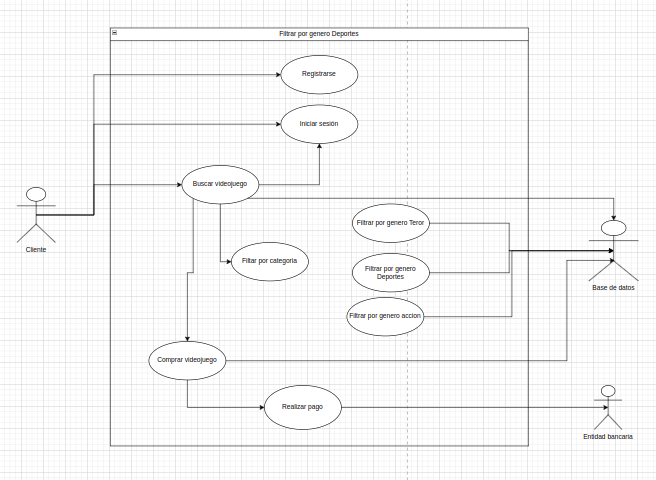 Filtrar por genero Deportes
Registrarse
Iniciar sesión
Buscar videojuego
Cliente
Filtrar por genero Teror
Filtar por categoria
Filtrar por genero
Deportes
Base de datos
Filtrar por genero accion
Comprar videojuego
Realizar pago
Entidad bancaria